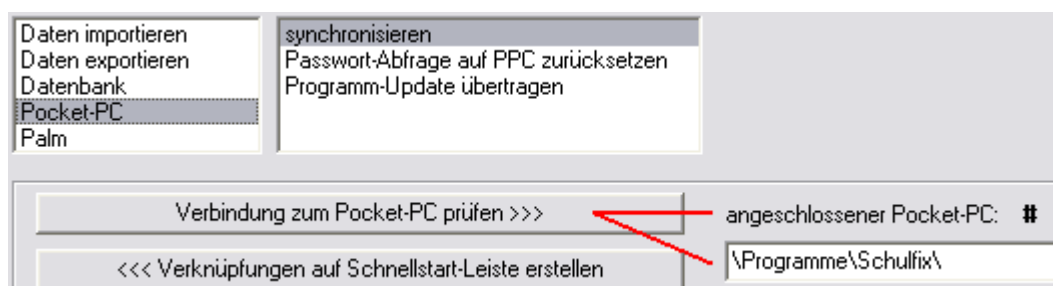 Daten importieren
Daten exportieren
Datenbank
Pocket-PC
Palm
synchronisieren
Passwort-Abfrage auf PPC zurücksetzen
Programm-Update übertragen
Verbindung zum Pocket-PC prüfen >>>
angeschlossener Pocket-PC: #
<<< Verknüpfungen auf Schnellstart-Leiste erstellen
\Programme\Schulfix\